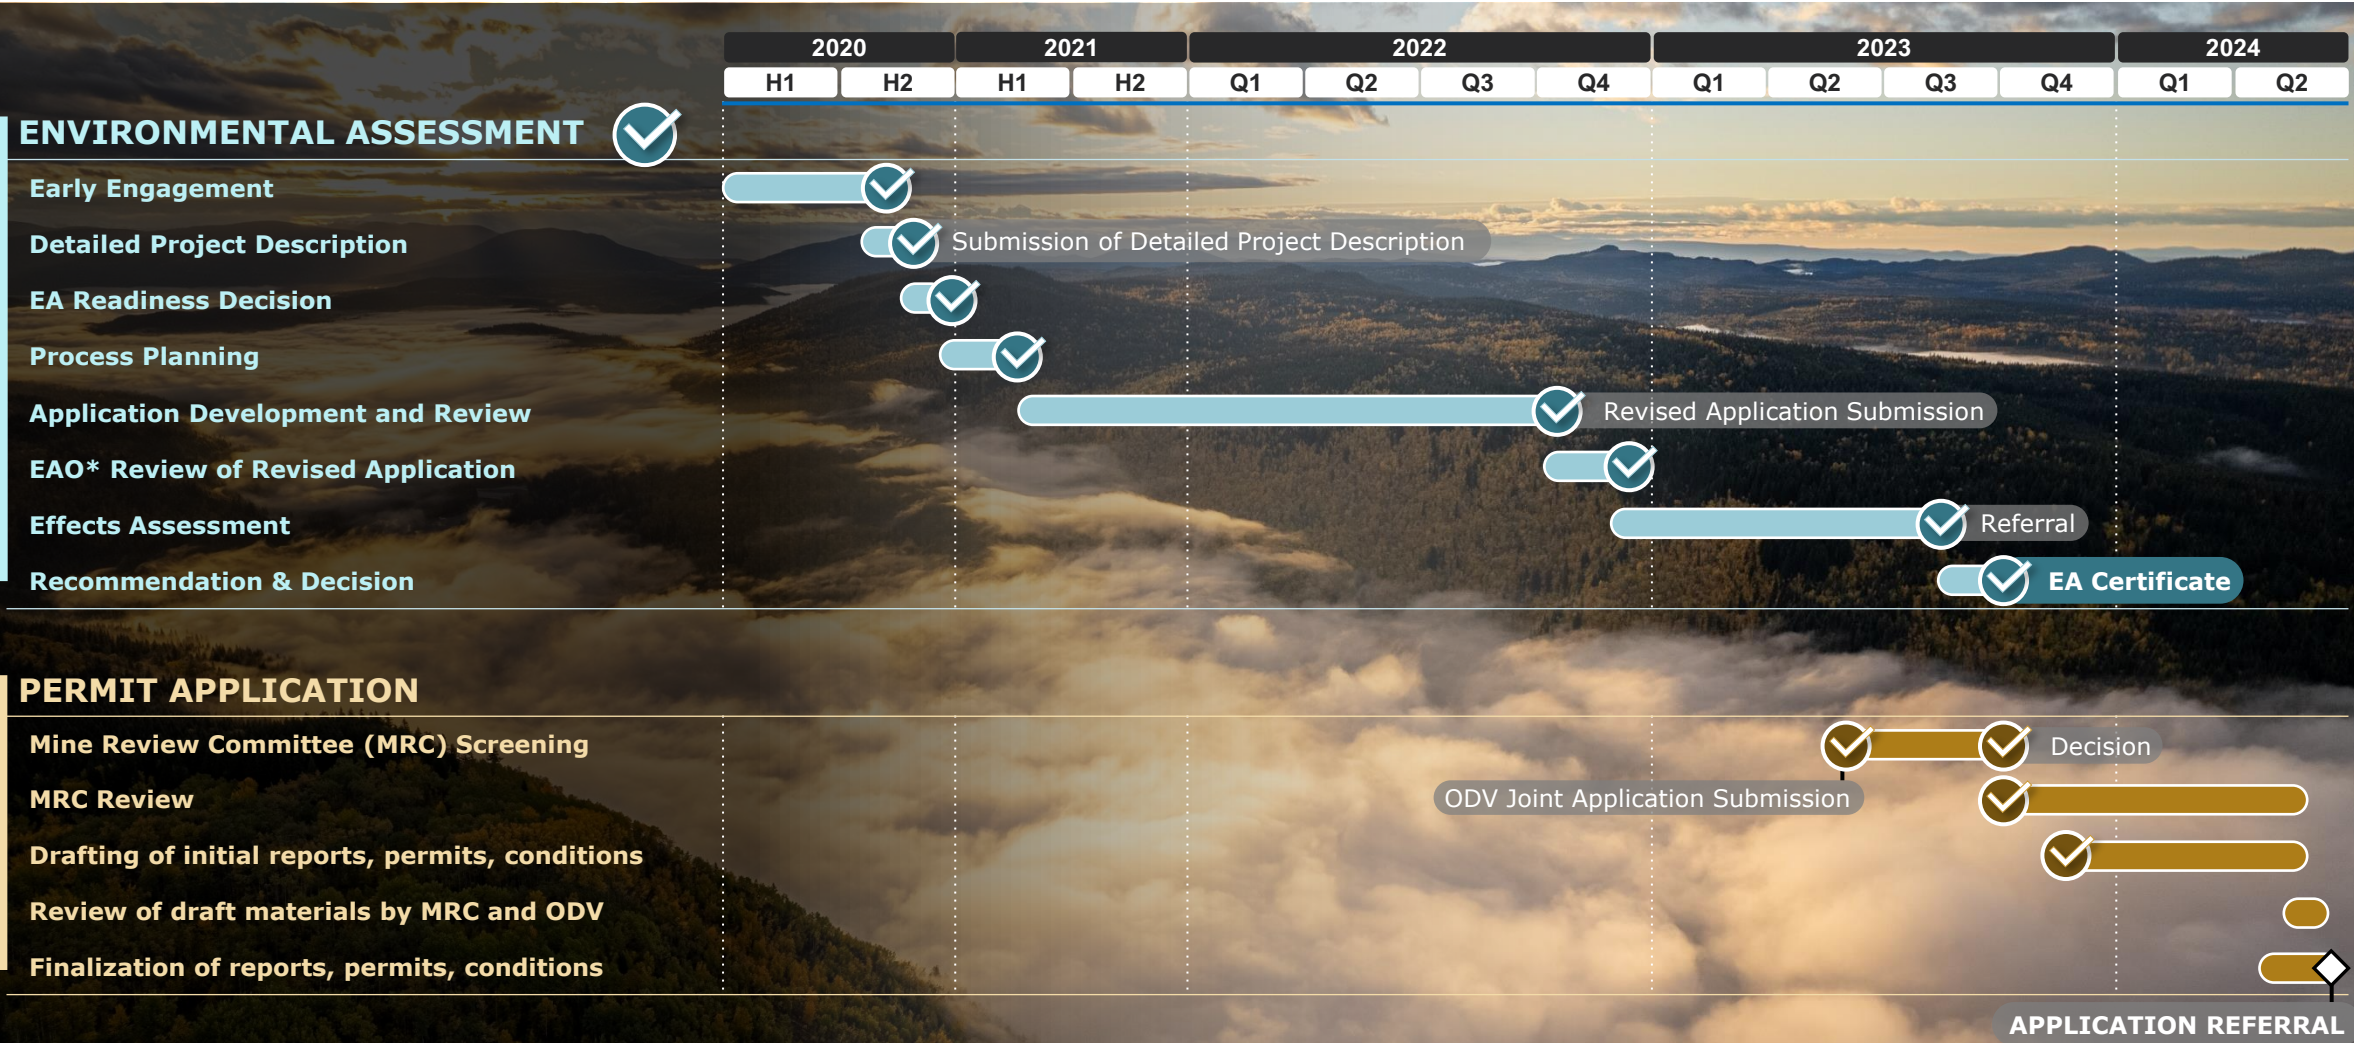 2020 2021 2022 2023 2024
H1 H2 H1 H2 Q1 Q2 Q3 Q4 Q1 Q2 Q3 Q4 Q1 Q2
ENVIRONMENTAL ASSESSMENT
Early Engagement
Detailed Project Description Submission of Detailed Project Description
EA Readiness Decision
Process Planning
Application Development and Review Revised Application Submission
EAO* Review of Revised Application
Effects Assessment Referral
Recommendation & Decision EA Certificate
PERMIT APPLICATION
Mine Review Committee (MRC) Screening Decision
MRC Review ODV Joint Application Submission
Drafting of initial reports, permits, conditions
Review of draft materials by MRC and ODV
Finalization of reports, permits, conditions
APPLICATION REFERRAL